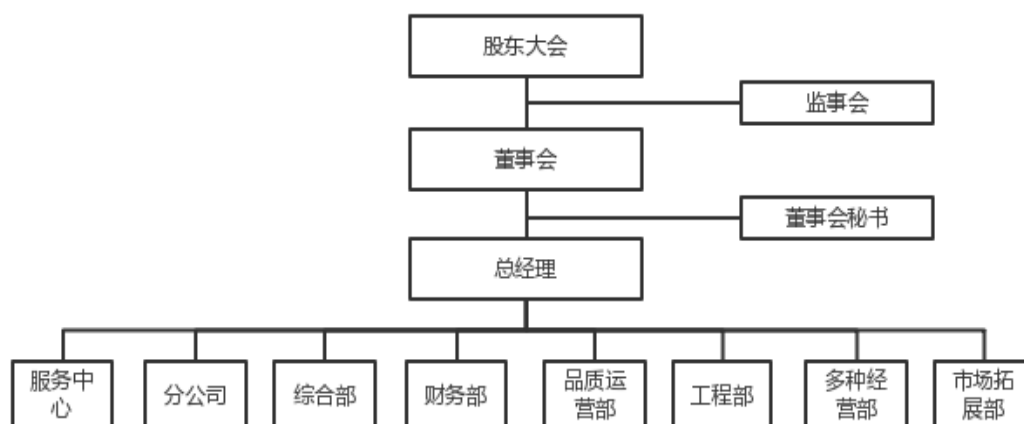 股东大会
监事会
董事会
董事会秘书
总经理
服务中
心
分公司
综合部
财务部
品质运
营部
工程部
多种经
营部
市场拓
展部